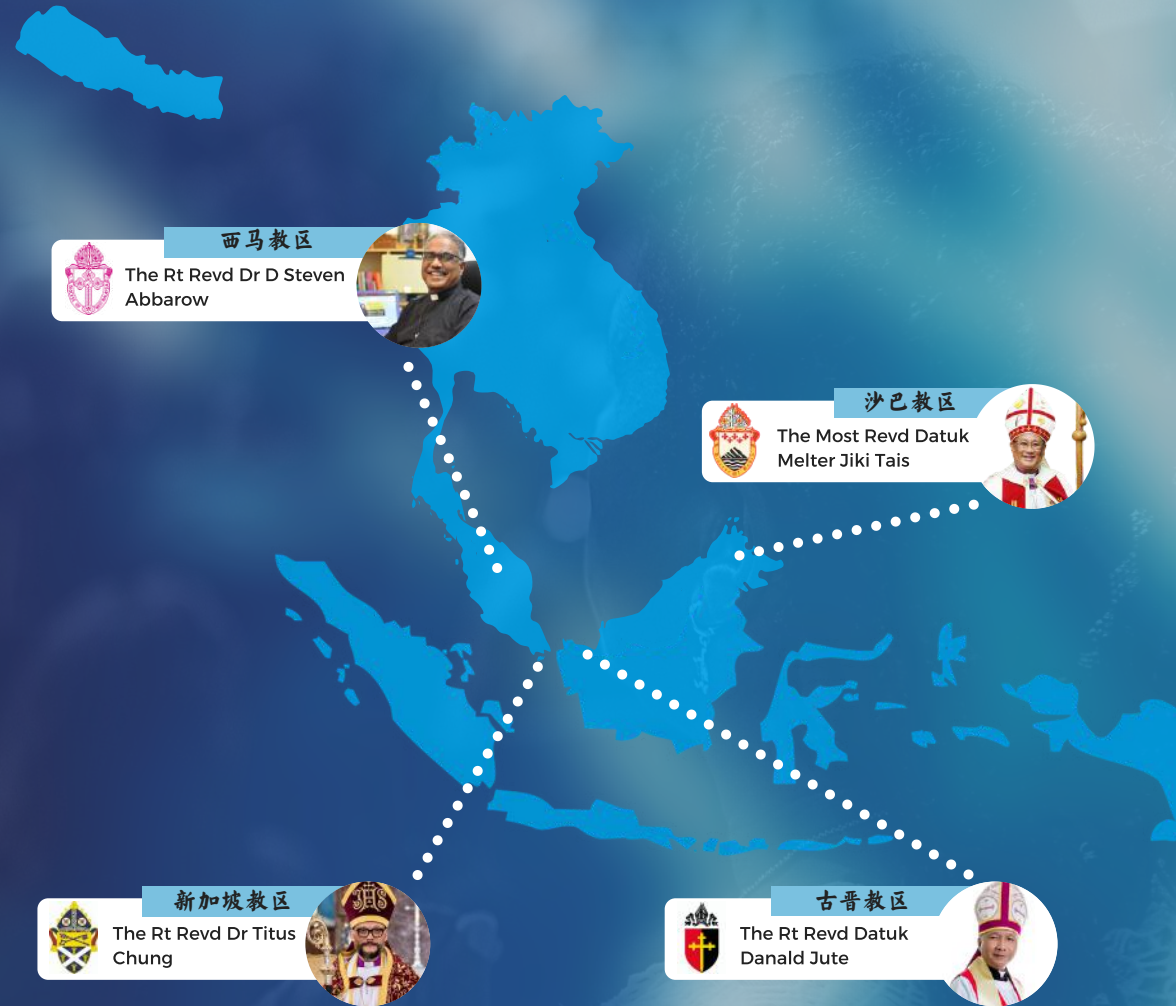 西马教区
The Rt Revd Dr D Steven
Abbarow
沙巴教区
The Most Revd Datuk
Melter Jiki Tais
新加坡教区
The Rt Revd Dr Titus
Chung
古晋教区
The Rt Revd Datuk
Danald Jute